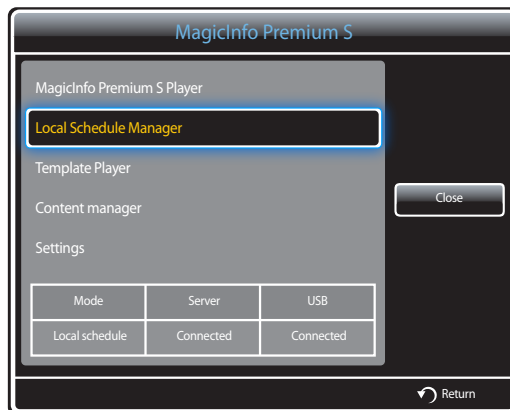 MagicInfo Premium S
MagicInfo Premium S Player
Local Schedule Manager
Template Player
Content manager
Settings
Close
Mode Server USB
Local schedule Connected Connected
Return